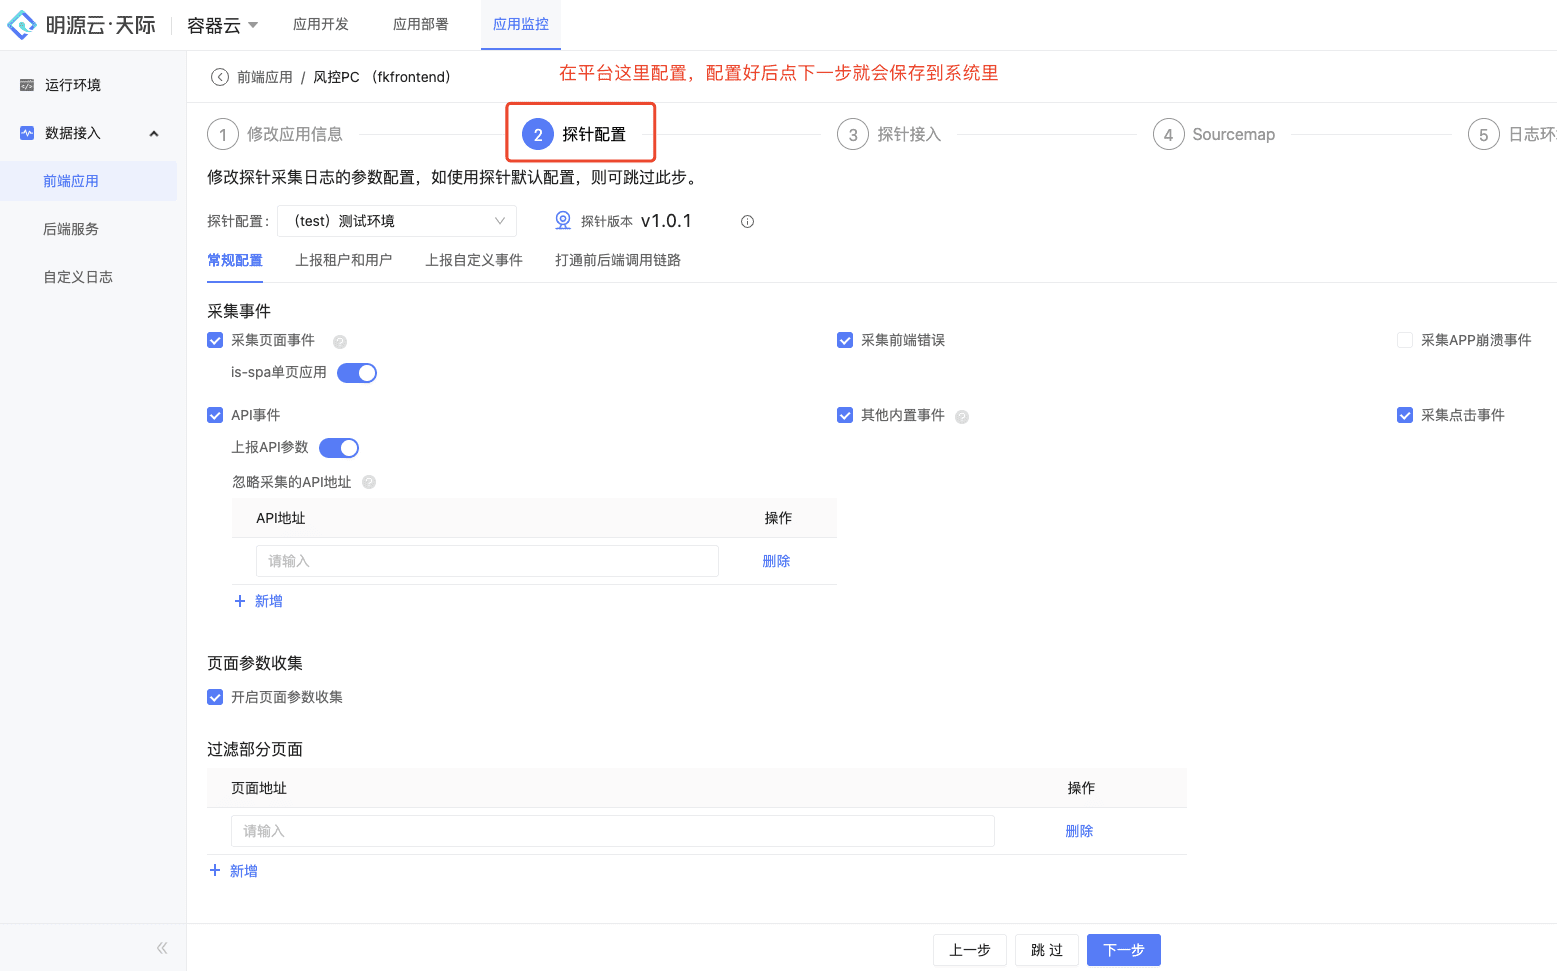 明源云·天际
容器云
应用开发
应用部署
应用监控
运行环境
数据接入
前端应用
后端服务
自定义日志
前端应用 / 风控PC （fkfrontend）
在平台这里配置，配置好后点下一步就会保存到系统里
1 修改应用信息
2 探针配置
3 探针接入
4 Sourcemap
5 日志环
修改探针采集日志的参数配置，如使用探针默认配置，则可跳过此步。
探针配置：
（test）测试环境
探针版本 v1.0.1
常规配置
上报租户和用户
上报自定义事件
打通前后端调用链路
采集事件
采集页面事件
采集前端错误
采集APP崩溃事件
is-spa单页应用
API事件
其他内置事件
采集点击事件
上报API参数
忽略采集的API地址
API地址
操作
请输入
删除
+ 新增
页面参数收集
开启页面参数收集
过滤部分页面
页面地址
操作
请输入
删除
+ 新增
上一步
跳 过
下一步